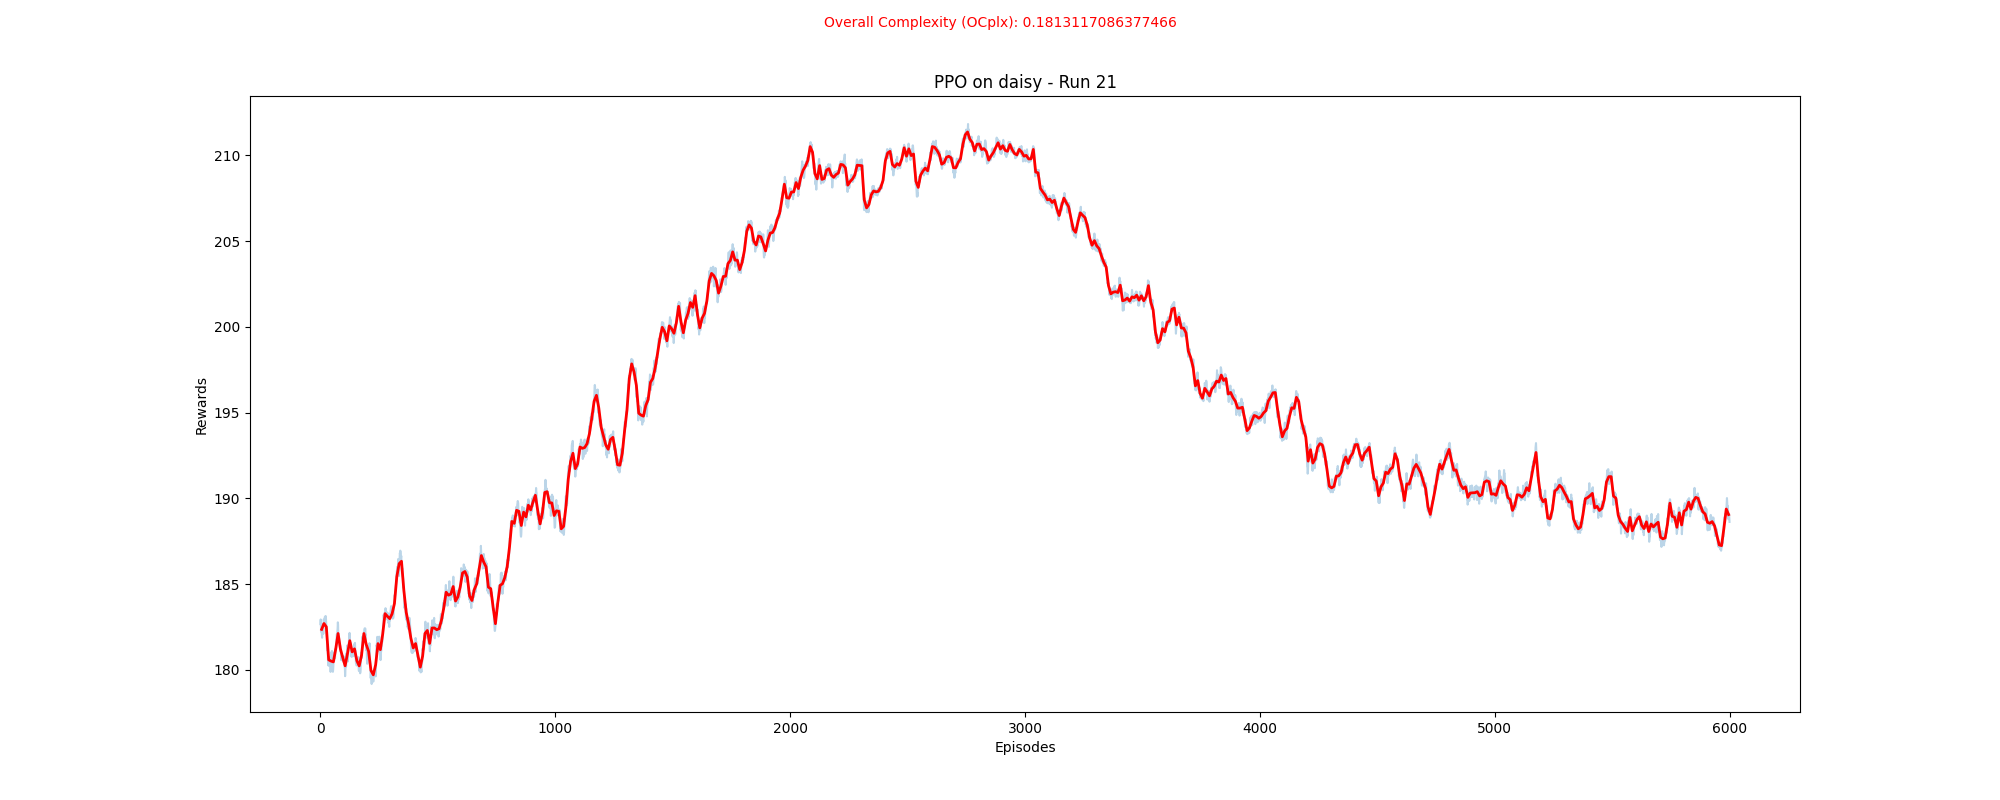 Overall Complexity (OCplx): 0.1813117086377466
PPO on daisy - Run 21
Rewards
210
205
200
195
190
185
180
0 1000 2000 3000 4000 5000 6000
Episodes